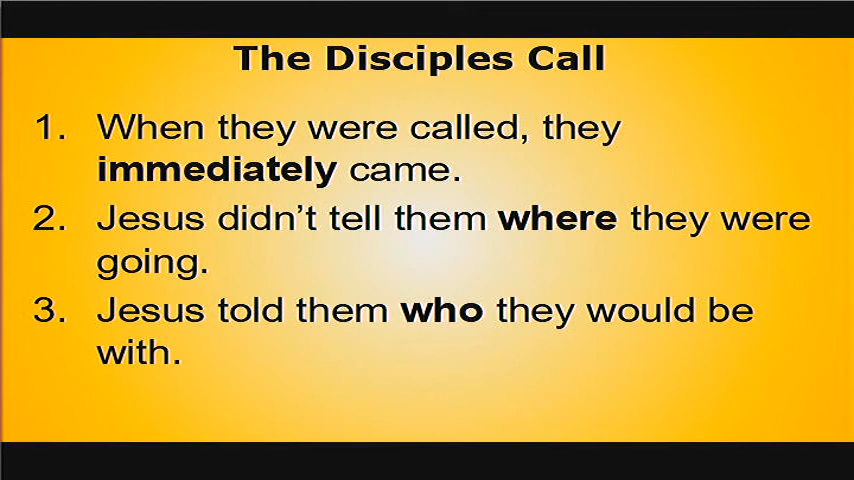 The Disciples Call
1. When they were called, they
immediately came.
2. Jesus didn't tell them where they were
going.
3. Jesus told them who they would be
with.